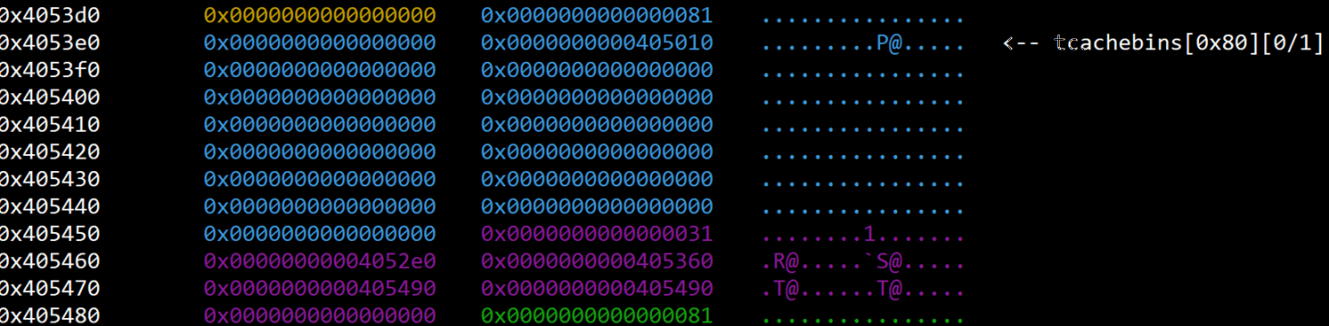 0x4053d0 0x0000000000000000 0x0000000000000081 ................
0x4053e0 0x0000000000000000 0x0000000000405010 .........P@..... <-- tcachebins[0x80][0/1]
0x4053f0 0x0000000000000000 0x0000000000000000 ................
0x405400 0x0000000000000000 0x0000000000000000 ................
0x405410 0x0000000000000000 0x0000000000000000 ................
0x405420 0x0000000000000000 0x0000000000000000 ................
0x405430 0x0000000000000000 0x0000000000000000 ................
0x405440 0x0000000000000000 0x0000000000000000 ................
0x405450 0x0000000000000000 0x0000000000000031 ........1.......
0x405460 0x00000000004052e0 0x0000000000405360 .R@.....`S@.....
0x405470 0x0000000000405490 0x0000000000405490 .T@......T@.....
0x405480 0x0000000000000000 0x0000000000000081 ................